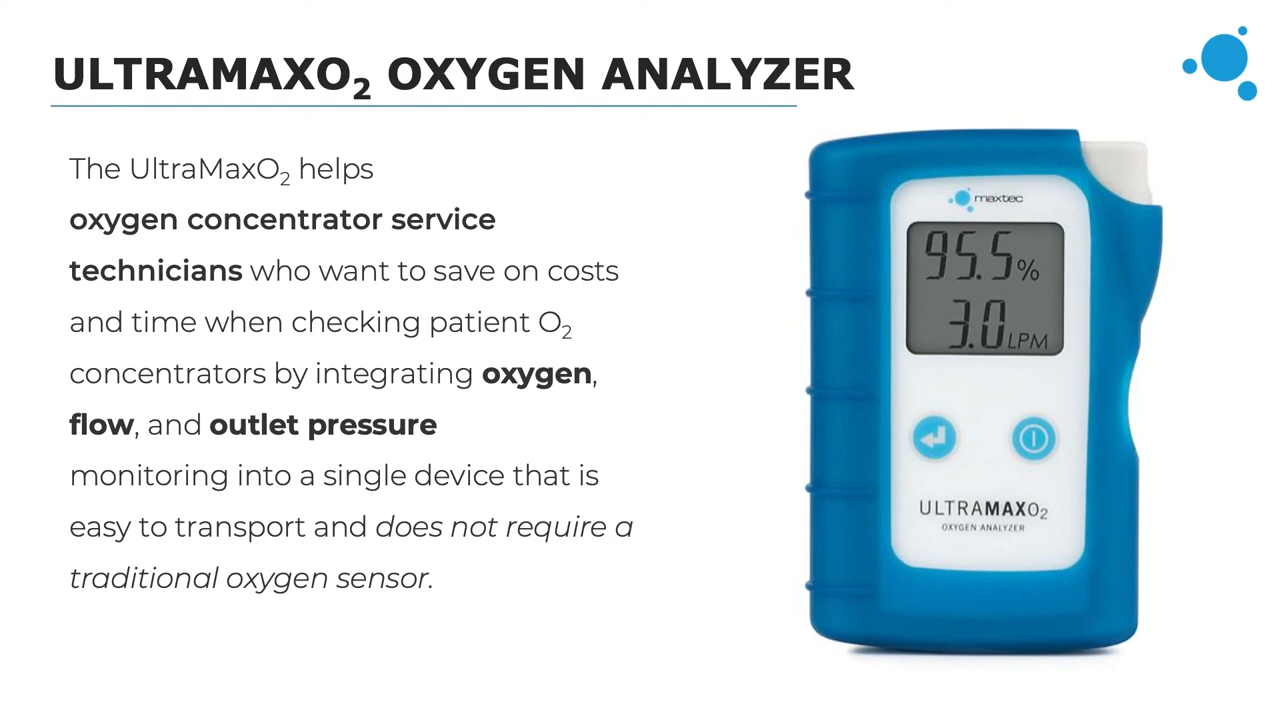 ULTRAMAXO₂ OXYGEN ANALYZER
The UltraMaxO₂ helps
oxygen concentrator service
technicians who want to save on costs
and time when checking patient O₂
concentrators by integrating oxygen,
flow, and outlet pressure
monitoring into a single device that is
easy to transport and does not require a
traditional oxygen sensor.
maxtec
95.5%
3.0 LPM
ULTRAMAXO₂
OXYGEN ANALYZER